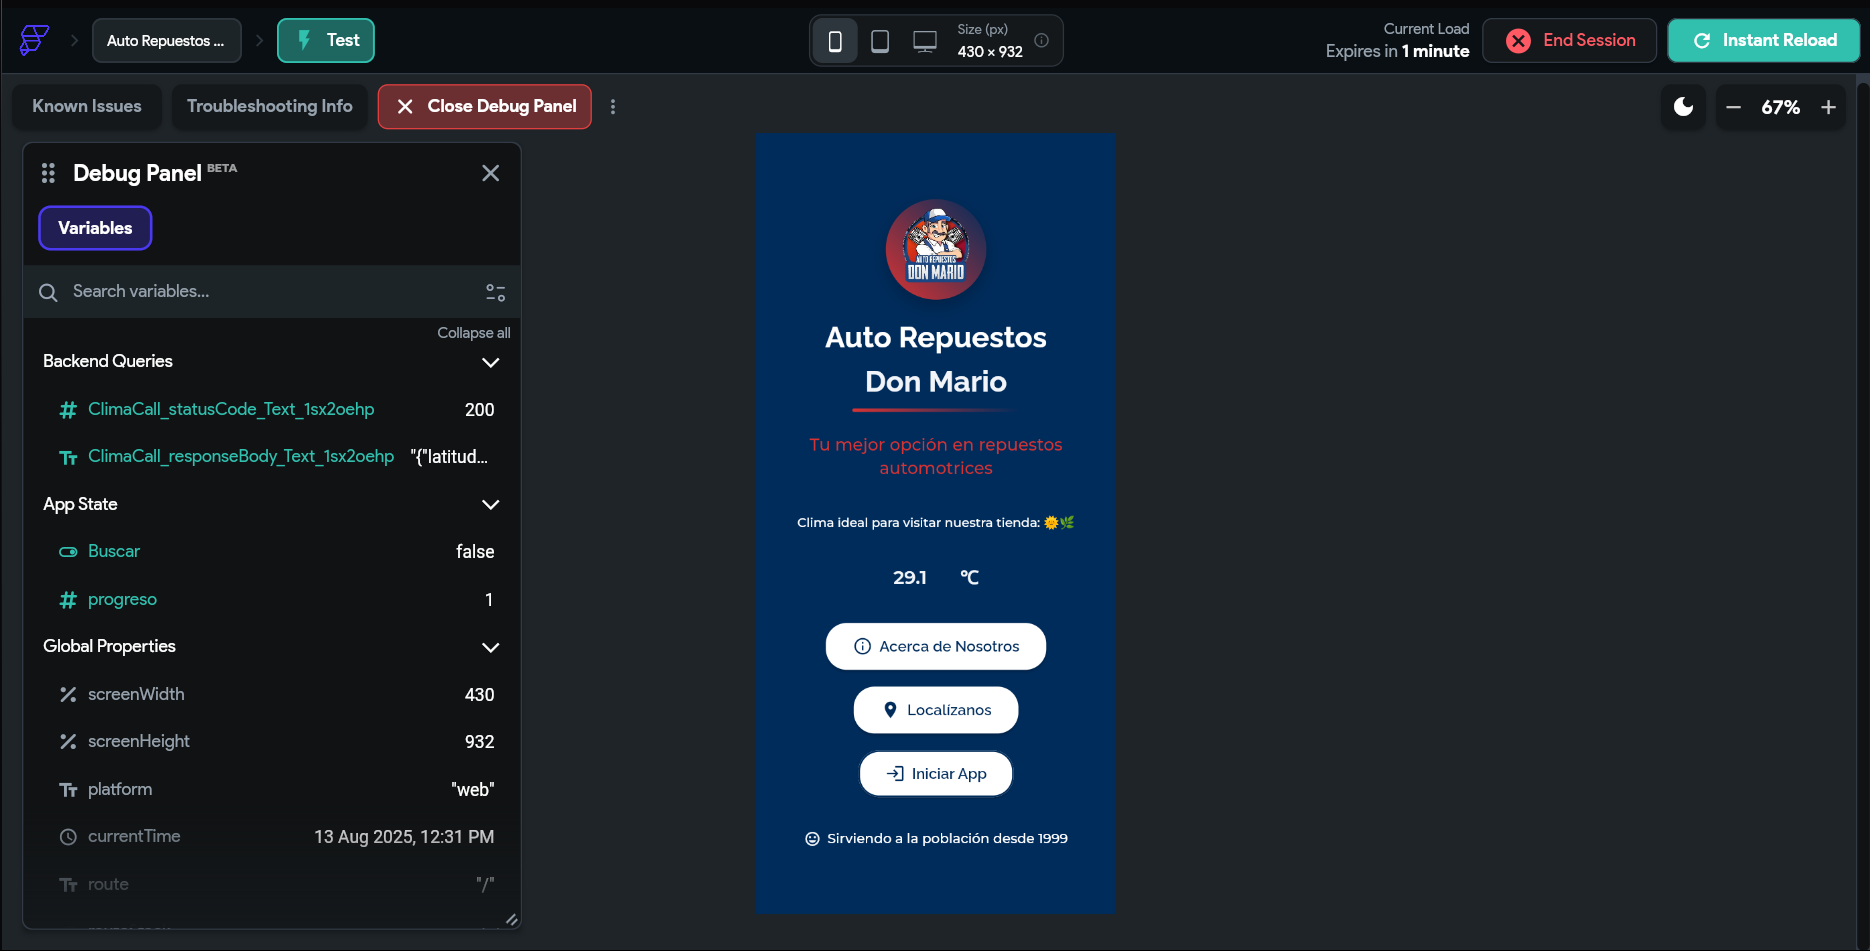 Auto Repuestos ...
Test
Size (px)
430 × 932
Current Load
Expires in 1 minute
End Session
Instant Reload
Known Issues
Troubleshooting Info
Close Debug Panel
67%
Debug Panel BETA
Variables
Search variables...
Collapse all
Backend Queries
ClimaCall_statusCode_Text_1sx2oehp 200
ClimaCall_responseBody_Text_1sx2oehp "{"latitud...
App State
Buscar false
progreso 1
Global Properties
screenWidth 430
screenHeight 932
platform "web"
currentTime 13 Aug 2025, 12:31 PM
route "/"
AUTO REPUESTOS
DON MARIO
Auto Repuestos
Don Mario
Tu mejor opción en repuestos
automotrices
Clima ideal para visitar nuestra tienda: 🌞🌿
29.1 °C
Acerca de Nosotros
Localízanos
Iniciar App
Sirviendo a la población desde 1999